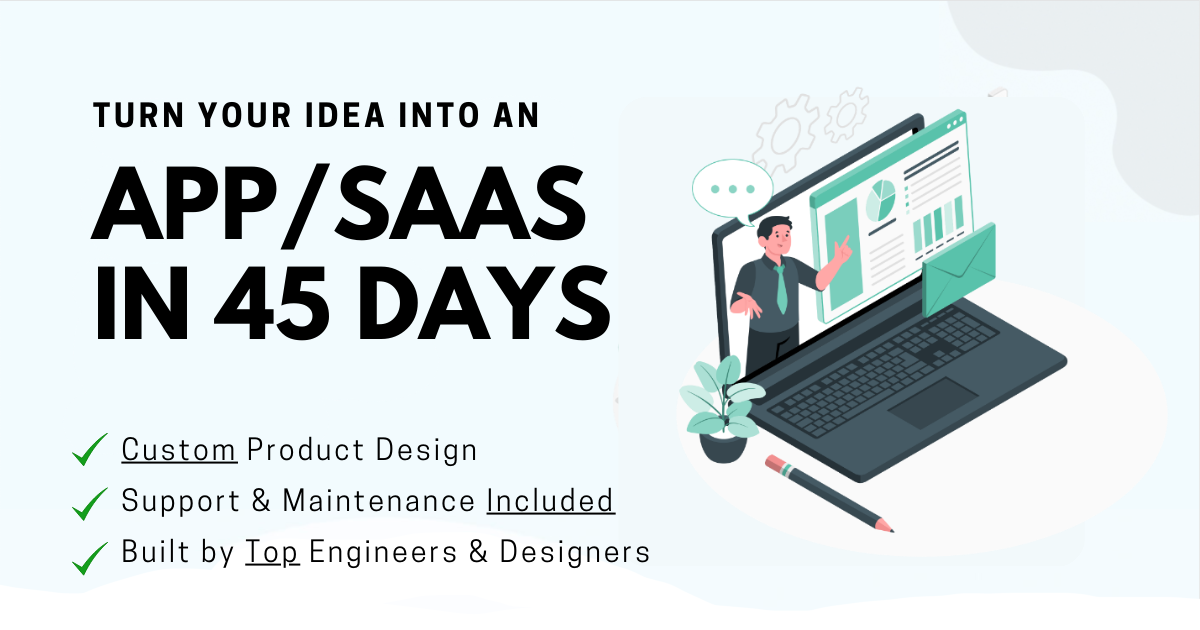 TURN YOUR IDEA INTO AN
APP/SAAS
IN 45 DAYS
Custom Product Design
Support & Maintenance Included
Built by Top Engineers & Designers